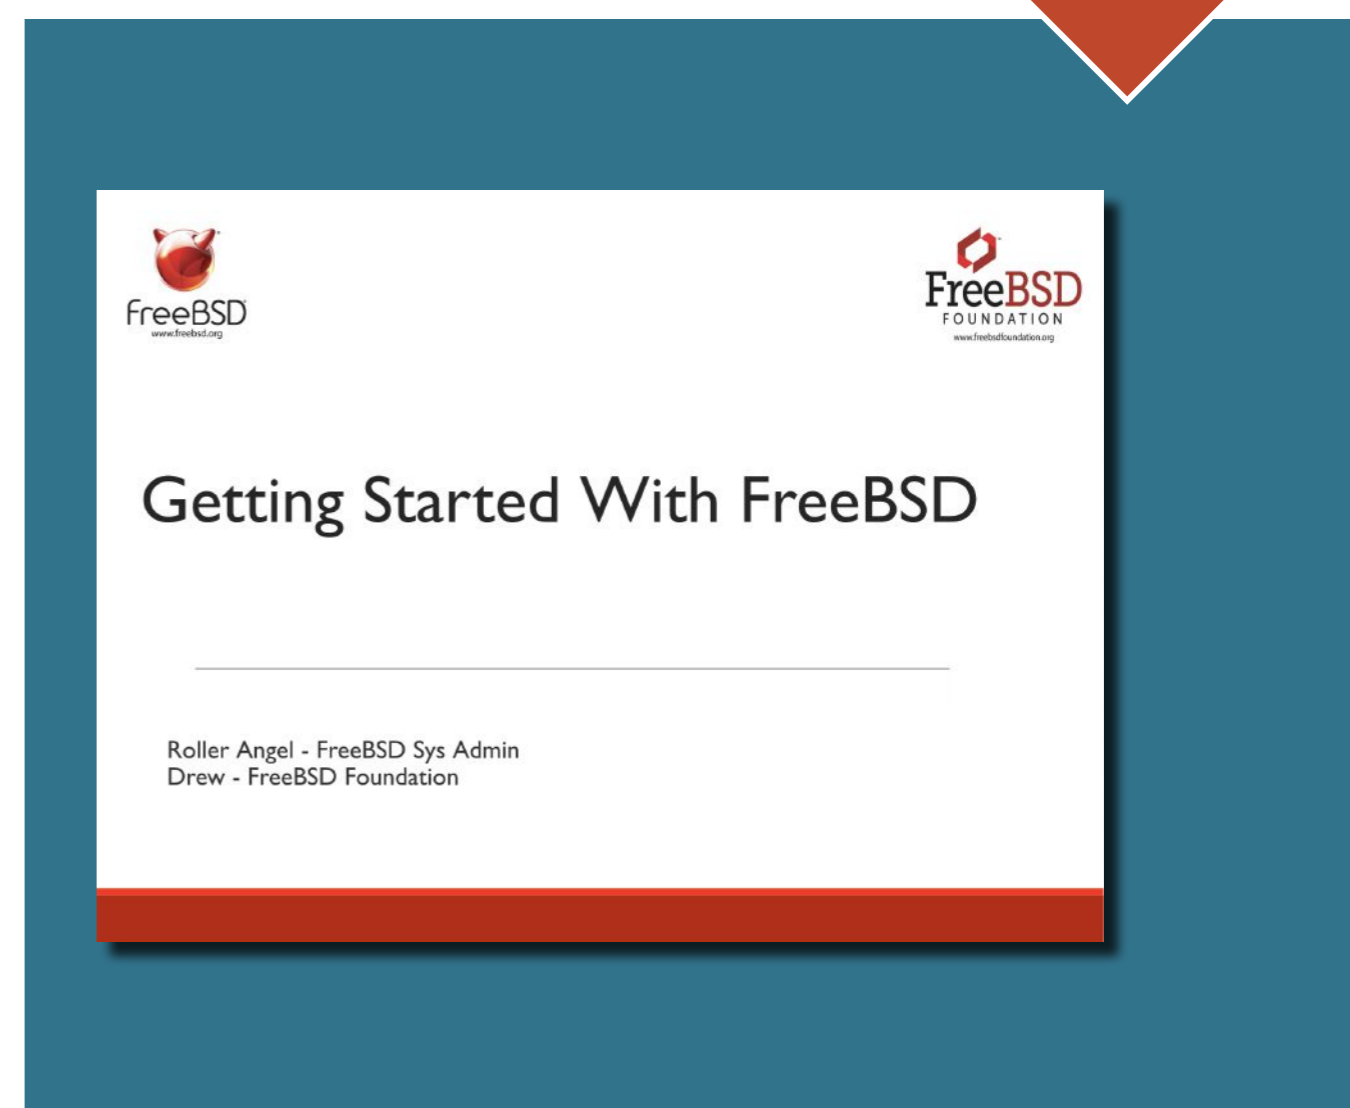 FreeBSD
www.freebsd.org
FreeBSD
FOUNDATION
www.freebsdfoundation.org
Getting Started With FreeBSD
Roller Angel - FreeBSD Sys Admin
Drew - FreeBSD Foundation